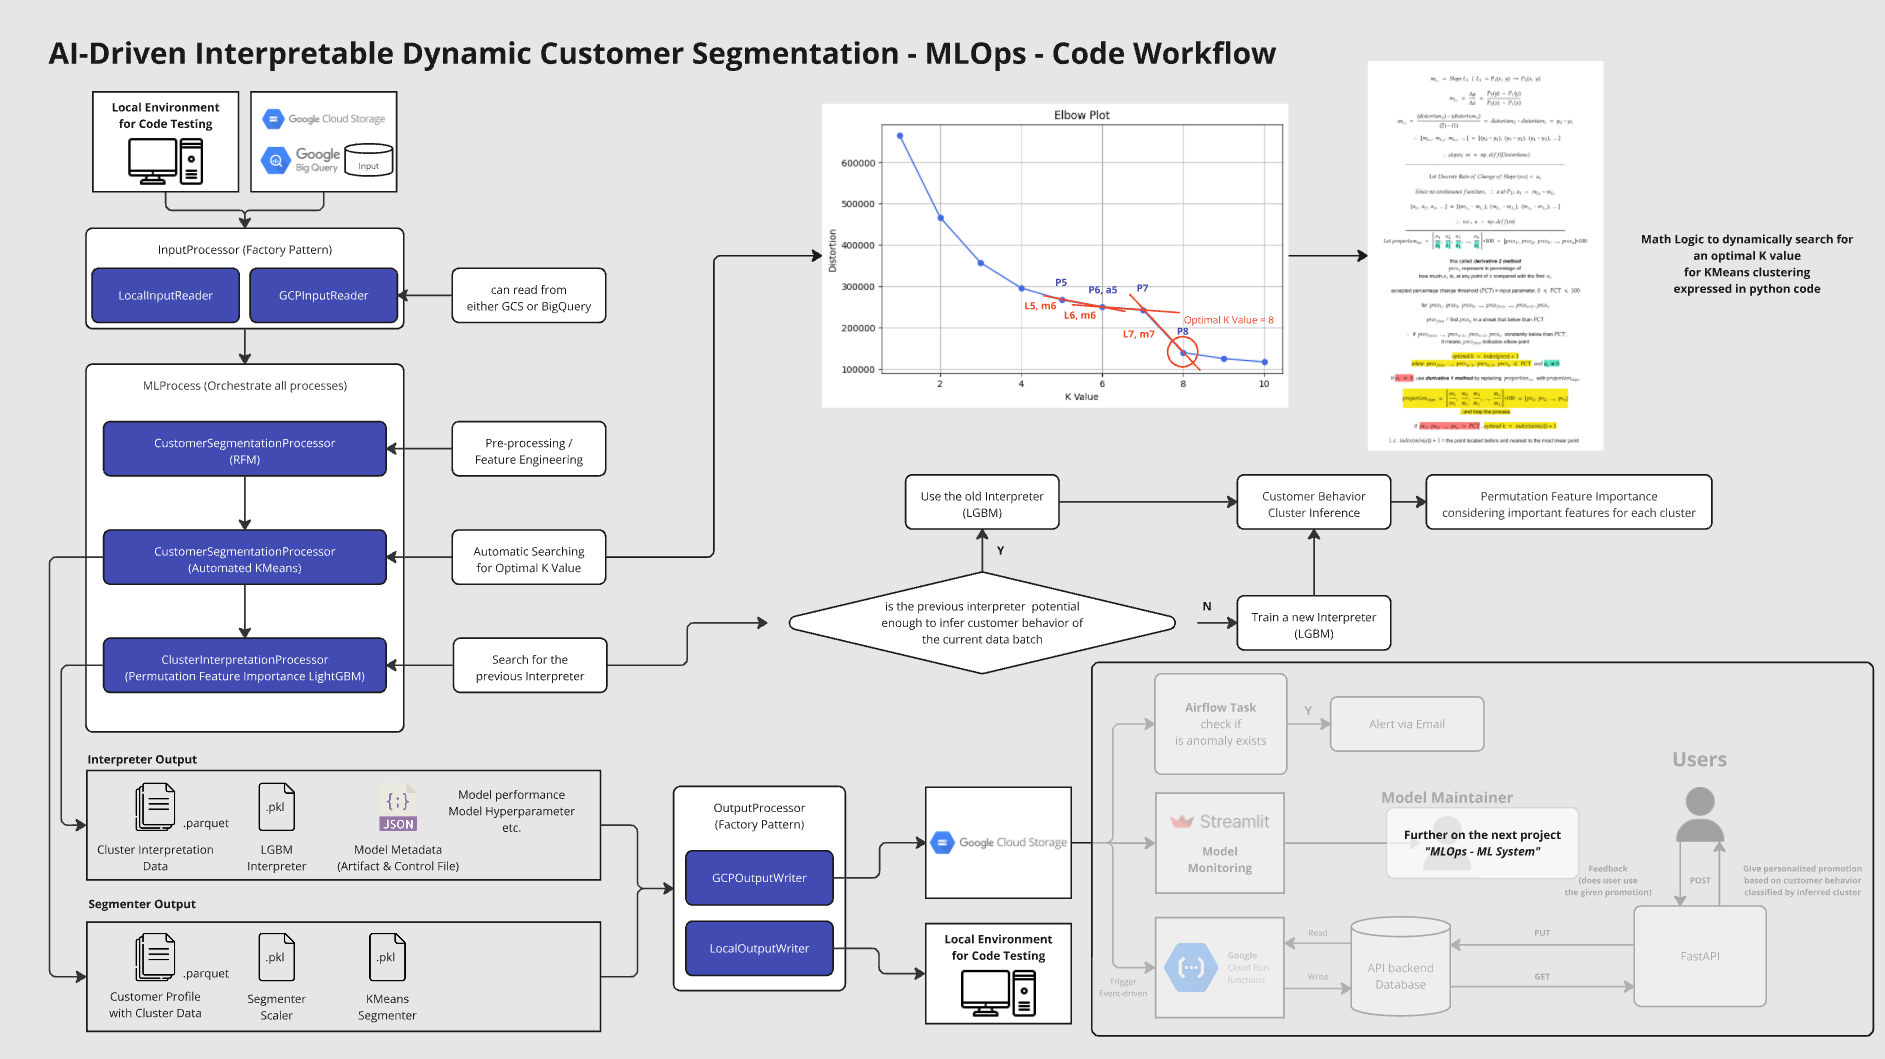 AI-Driven Interpretable Dynamic Customer Segmentation - MLOps - Code Workflow
Local Environment
for Code Testing
Google Cloud Storage
Google
Big Query
Input
InputProcessor (Factory Pattern)
LocalInputReader
GCPInputReader
can read from
either GCS or BigQuery
MLProcess (Orchestrate all processes)
CustomerSegmentationProcessor
(RFM)
Pre-processing /
Feature Engineering
CustomerSegmentationProcessor
(Automated KMeans)
Automatic Searching
for Optimal K Value
ClusterInterpretationProcessor
(Permutation Feature Importance LightGBM)
Search for the
previous Interpreter
Elbow Plot
Distortion
600000
500000
400000
300000
200000
100000
2
4
6
8
10
K Value
P5
P6, a5
P7
P8
L5, m6
L6, m6
L7, m7
Optimal K Value = 8
this called derivative 2 method
Math Logic to dynamically search for
an optimal K value
for KMeans clustering
expressed in python code
Use the old Interpreter
(LGBM)
Customer Behavior
Cluster Inference
Permutation Feature Importance
considering important features for each cluster
Y
is the previous interpreter potential
enough to infer customer behavior of
the current data batch
N
Train a new Interpreter
(LGBM)
Interpreter Output
.parquet
Cluster Interpretation
Data
.pkl
LGBM
Interpreter
{;}
JSON
Model Metadata
(Artifact & Control File)
Model performance
Model Hyperparameter
etc.
Segmenter Output
.parquet
Customer Profile
with Cluster Data
.pkl
Segmenter
Scaler
.pkl
KMeans
Segmenter
OutputProcessor
(Factory Pattern)
GCPOutputWriter
LocalOutputWriter
Google Cloud Storage
Local Environment
for Code Testing
Airflow Task
check if
is anomaly exists
Y
Alert via Email
Streamlit
Model
Monitoring
Model Maintainer
Further on the next project
"MLOps - ML System"
Users
Feedback
(does user use
the given promotion)
POST
Give personalized promotion
based on customer behavior
classified by inferred cluster
Trigger
Event-driven
Google
Cloud Run
functions
Read
Write
API backend
Database
PUT
GET
FastAPI